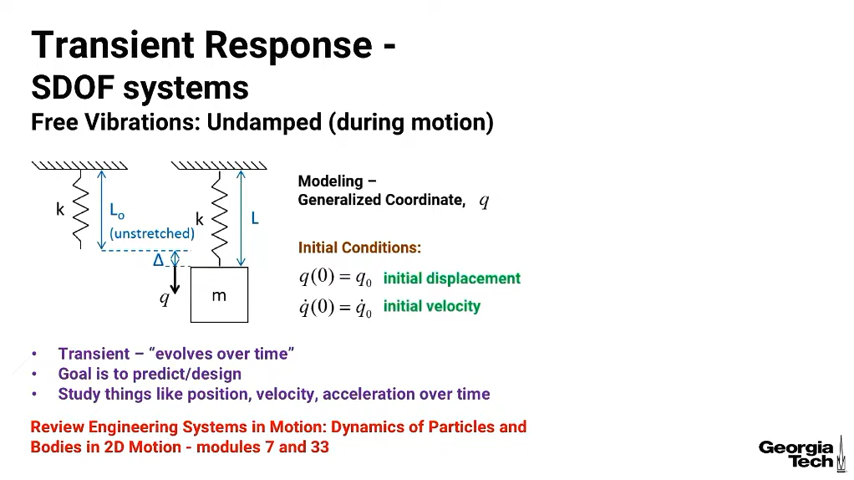 Transient Response -
SDOF systems
Free Vibrations: Undamped (during motion)
k
L₀
(unstretched)
Δ
q
k
L
m
Modeling –
Generalized Coordinate, q
Initial Conditions:
q(0) = q₀ initial displacement
q̇(0) = q̇₀ initial velocity
• Transient – “evolves over time”
• Goal is to predict/design
• Study things like position, velocity, acceleration over time
Review Engineering Systems in Motion: Dynamics of Particles and
Bodies in 2D Motion - modules 7 and 33
Georgia
Tech